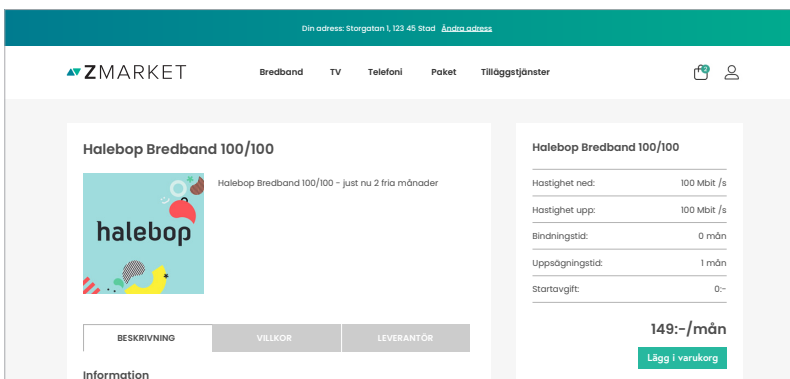 Din adress: Storgatan 1, 123 45 Stad Ändra adress
ZMARKET
Bredband TV Telefoni Paket Tilläggstjänster
2
Halebop Bredband 100/100
halebop
Halebop Bredband 100/100 - just nu 2 fria månader
BESKRIVNING VILLKOR LEVERANTÖR
Information
Halebop Bredband 100/100
Hastighet ned: 100 Mbit /s
Hastighet upp: 100 Mbit /s
Bindningstid: 0 mån
Uppsägningstid: 1 mån
Startavgift: 0:-
149:-/mån
Lägg i varukorg